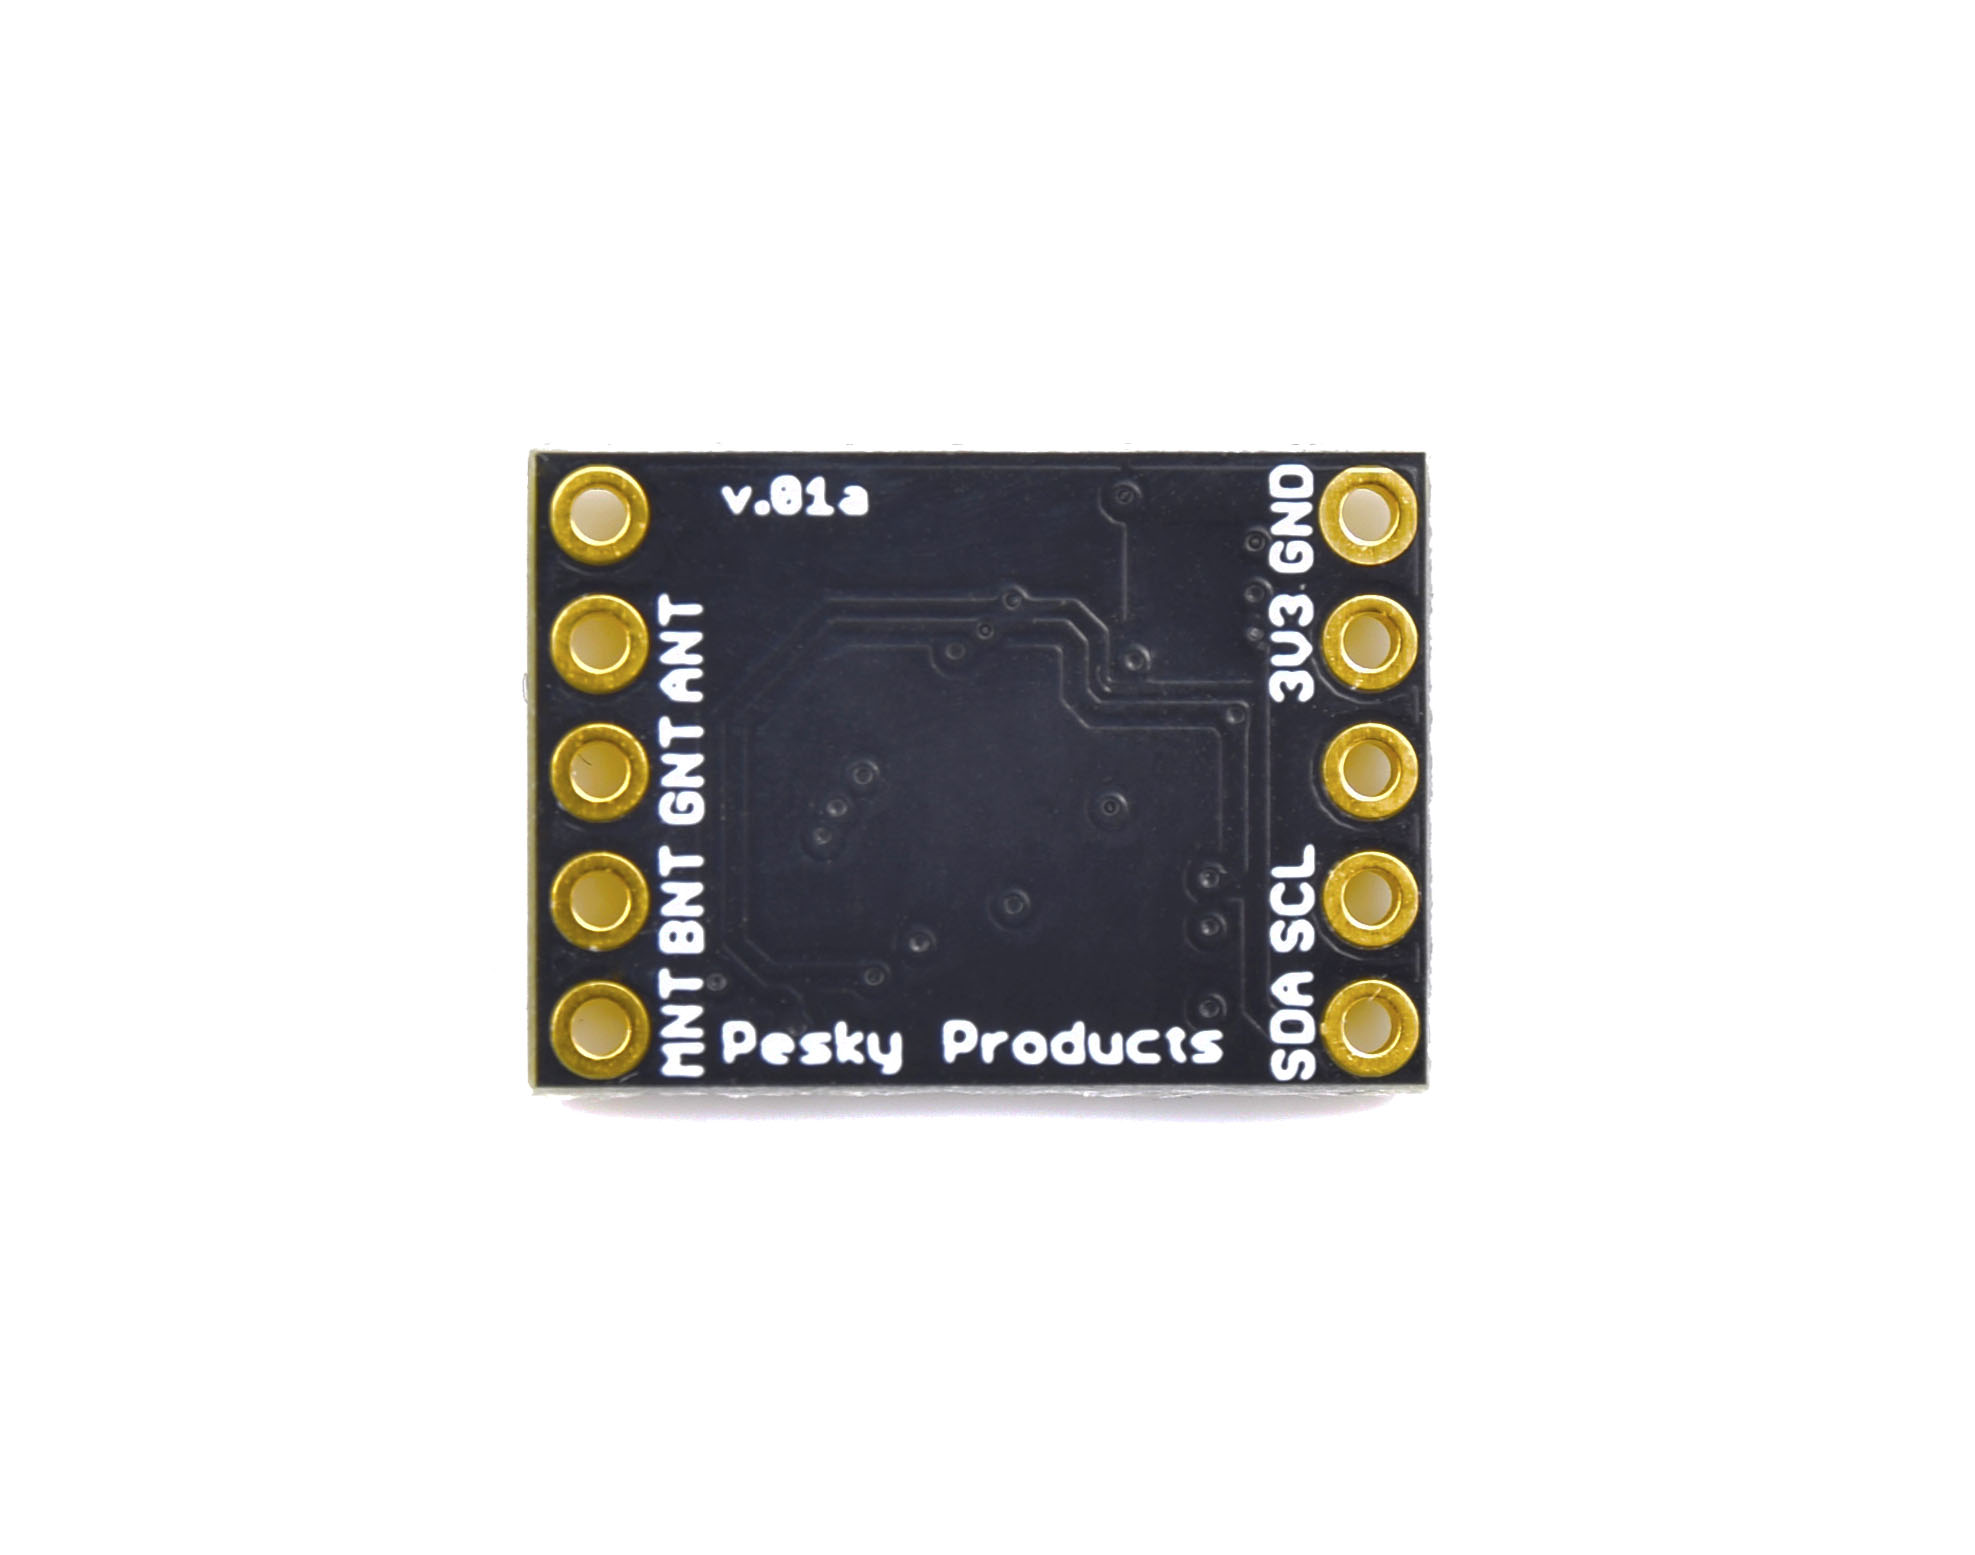 v.01a
ANT
GNT
BNT
MNT
GND
3V3
SCL
SDA
Pesky Products